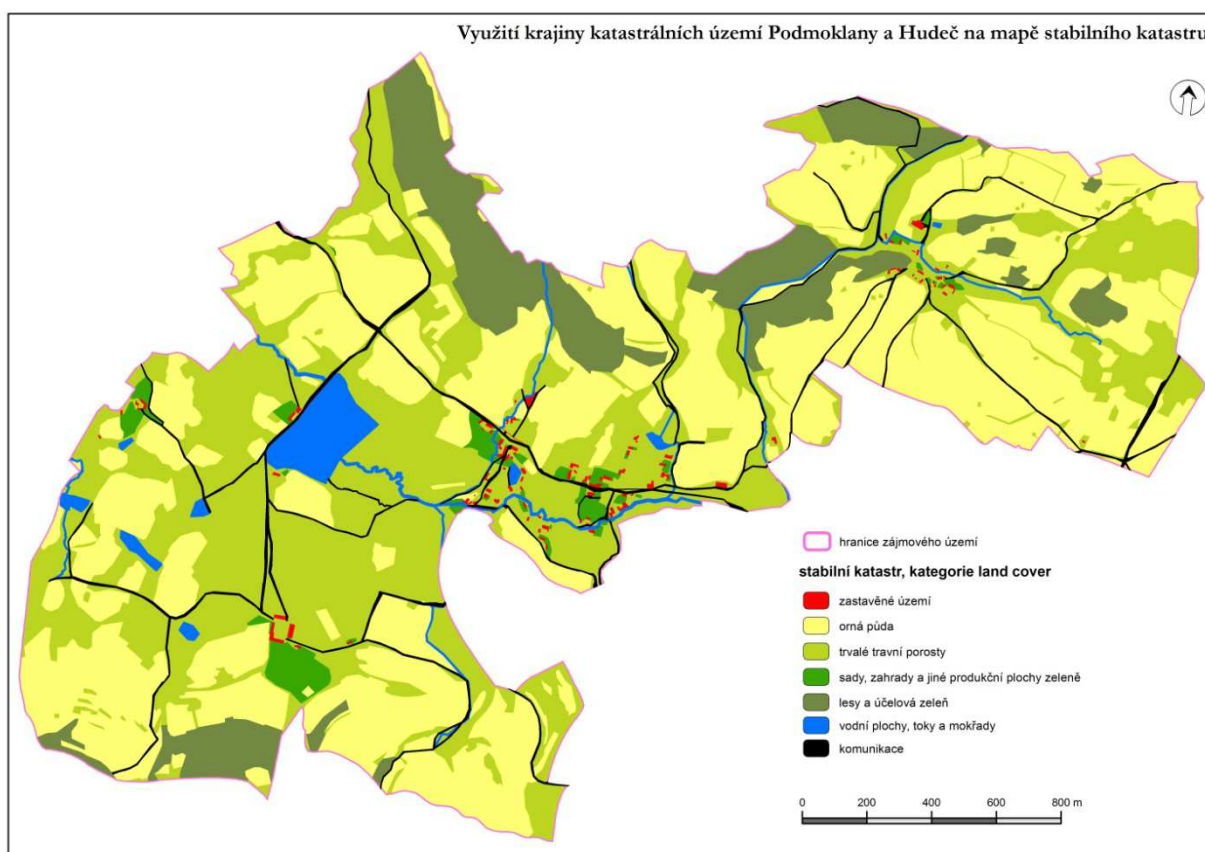 Využití krajiny katastrálních území Podmoklany a Hudeč na mapě stabilního katastru
hranice zájmového území
stabilní katastr, kategorie land cover
zastavěné území
orná půda
trvalé travní porosty
sady, zahrady a jiné produkční plochy zeleně
lesy a účelová zeleň
vodní plochy, toky a mokřady
komunikace
0 200 400 600 800 m